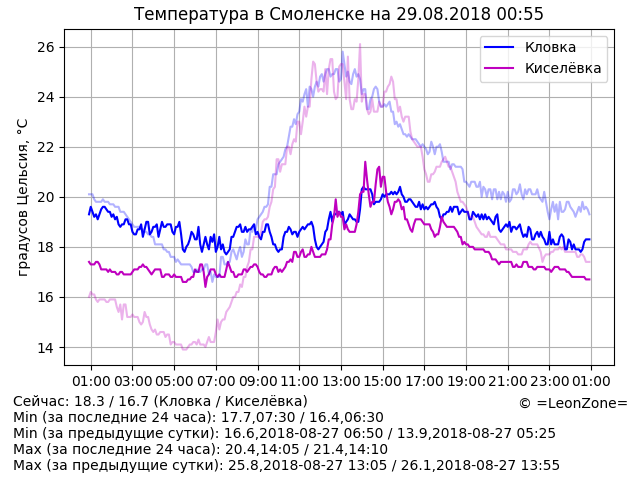 Температура в Смоленске на 29.08.2018 00:55
Кловка
Киселёвка
градусов Цельсия, °C
26
24
22
20
18
16
14
01:00 03:00 05:00 07:00 09:00 11:00 13:00 15:00 17:00 19:00 21:00 23:00 01:00
Сейчас: 18.3 / 16.7 (Кловка / Киселёвка)
© =LeonZone=
Min (за последние 24 часа): 17.7,07:30 / 16.4,06:30
Min (за предыдущие сутки): 16.6,2018-08-27 06:50 / 13.9,2018-08-27 05:25
Max (за последние 24 часа): 20.4,14:05 / 21.4,14:10
Max (за предыдущие сутки): 25.8,2018-08-27 13:05 / 26.1,2018-08-27 13:55